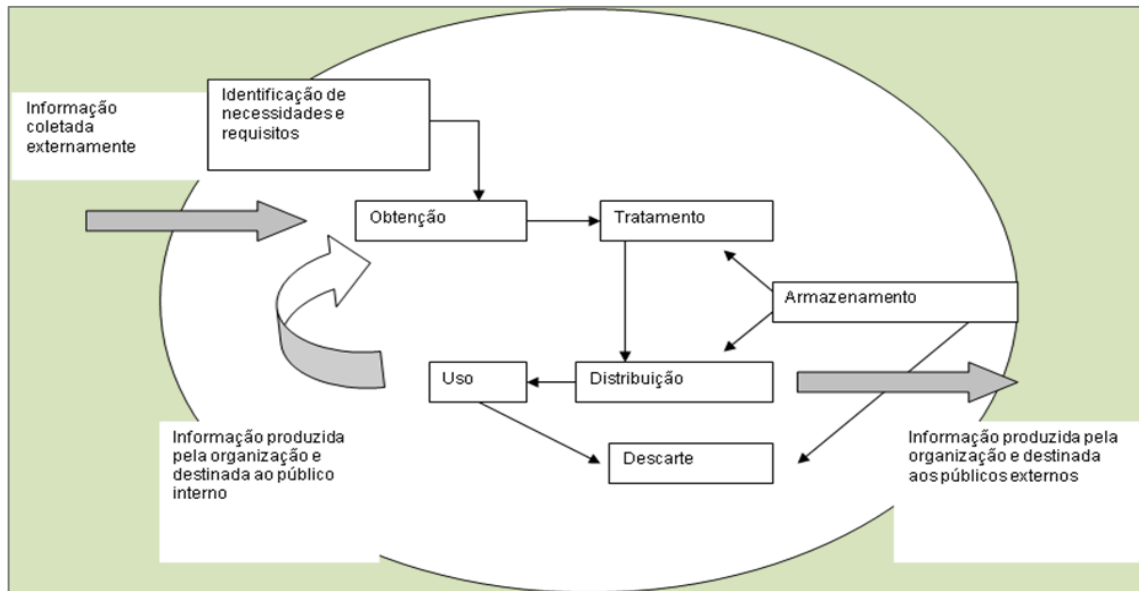 Informação
coletada
externamente
Identificação de
necessidades e
requisitos
Obtenção
Tratamento
Armazenamento
Uso
Distribuição
Descarte
Informação produzida
pela organização e
destinada ao público
interno
Informação produzida pela
organização e destinada
aos públicos externos